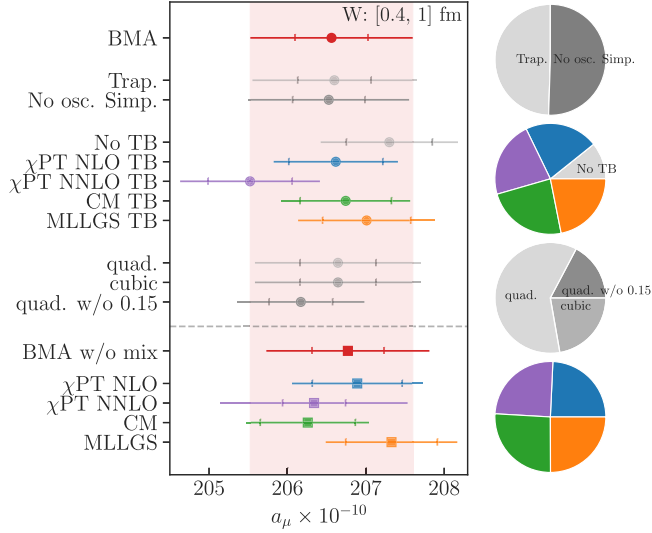 W: [0.4, 1] fm
BMA
Trap.
No osc. Simp.
No TB
χPT NLO TB
χPT NNLO TB
CM TB
MLLGS TB
quad.
cubic
quad. w/o 0.15
BMA w/o mix
χPT NLO
χPT NNLO
CM
MLLGS
205 206 207 208
aμ × 10⁻¹⁰
Trap. No osc. Simp.
No TB
quad. quad. w/o 0.15
cubic